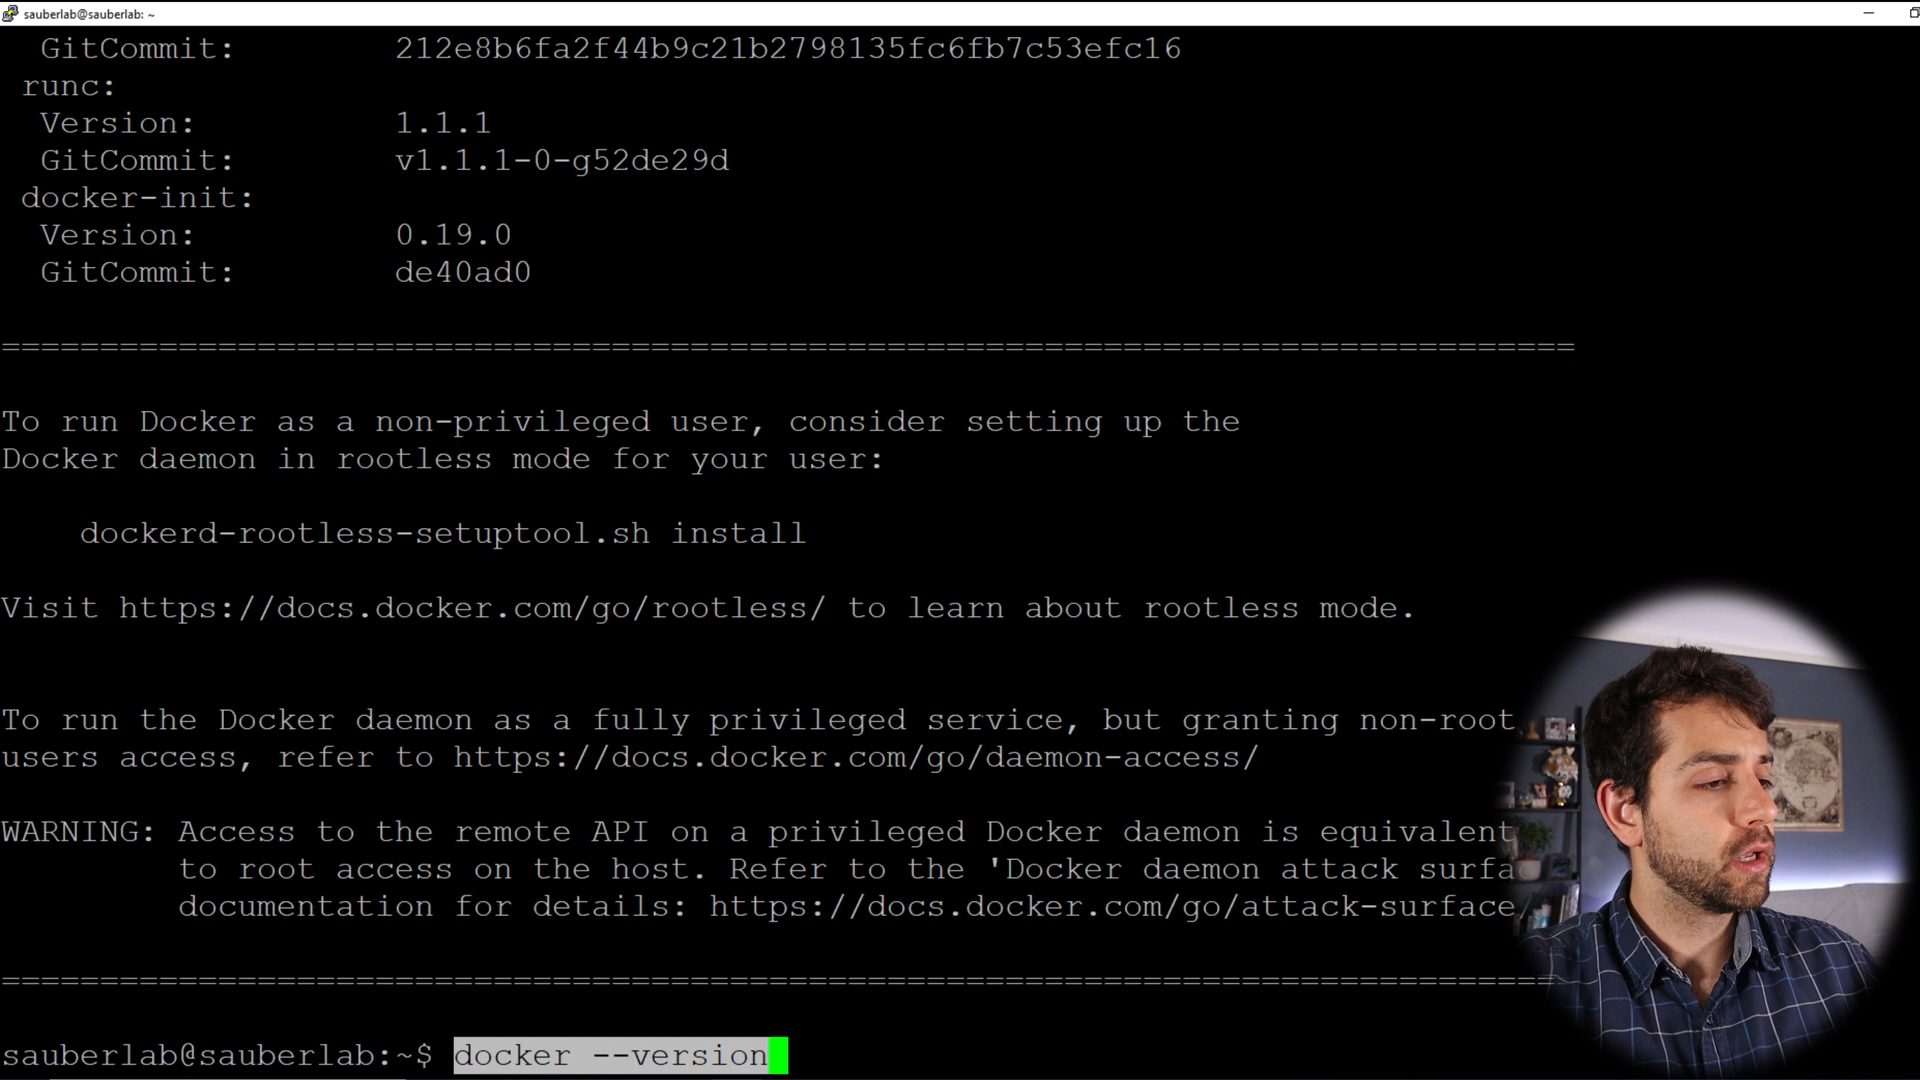 sauberlab@sauberlab: ~
GitCommit: 212e8b6fa2f44b9c21b2798135fc6fb7c53efc16
runc:
Version: 1.1.1
GitCommit: v1.1.1-0-g52de29d
docker-init:
Version: 0.19.0
GitCommit: de40ad0
================================================================================
To run Docker as a non-privileged user, consider setting up the
Docker daemon in rootless mode for your user:
dockerd-rootless-setuptool.sh install
Visit https://docs.docker.com/go/rootless/ to learn about rootless mode.
To run the Docker daemon as a fully privileged service, but granting non-root
users access, refer to https://docs.docker.com/go/daemon-access/
WARNING: Access to the remote API on a privileged Docker daemon is equivalent
to root access on the host. Refer to the 'Docker daemon attack surfa
documentation for details: https://docs.docker.com/go/attack-surface
================================================================================
sauberlab@sauberlab:~$ docker --version